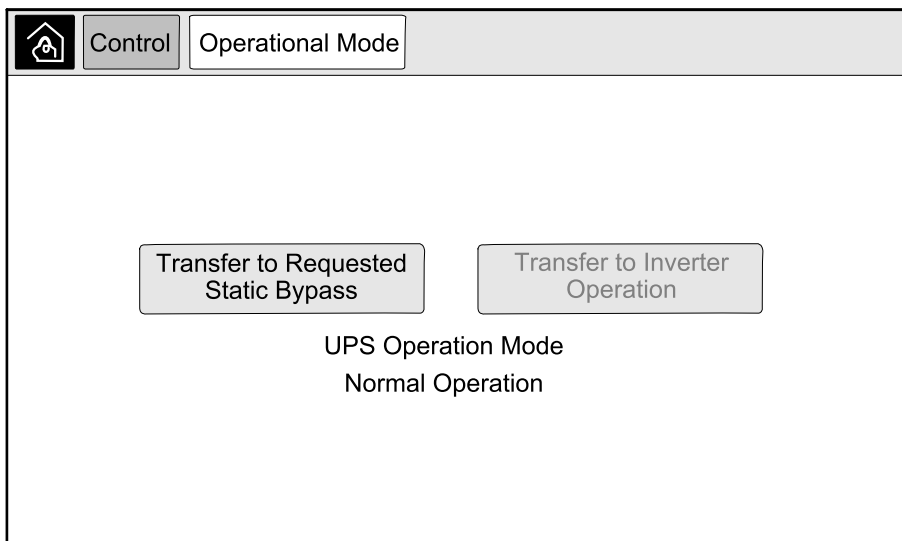 Control
Operational Mode
Transfer to Requested
Static Bypass
Transfer to Inverter
Operation
UPS Operation Mode
Normal Operation